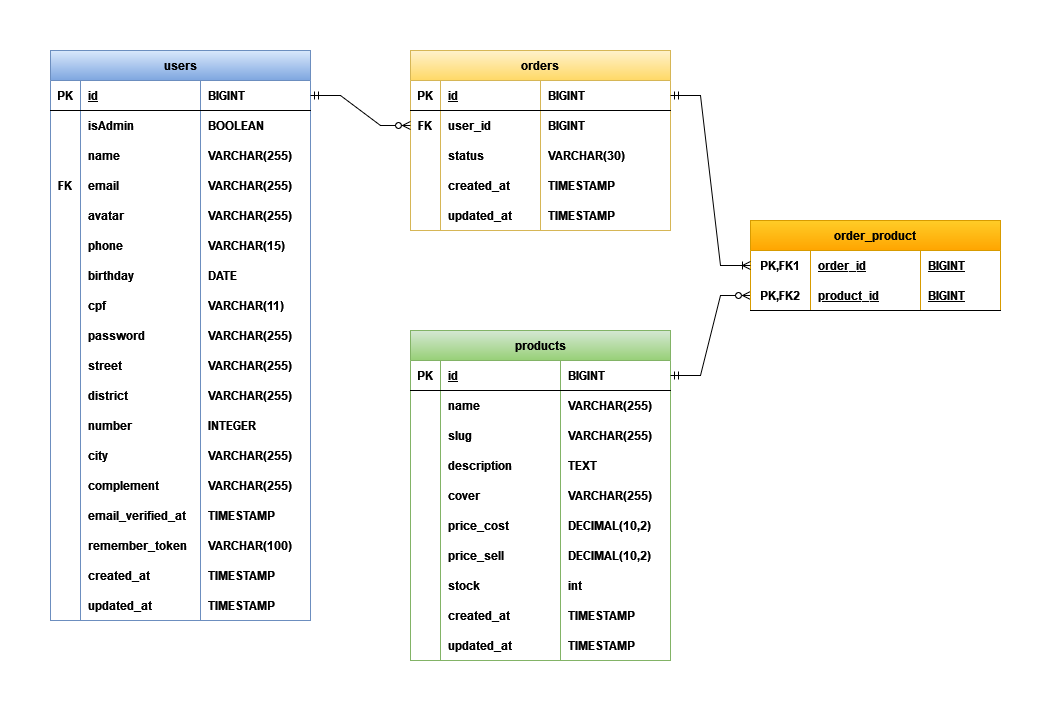 users
PK id BIGINT
isAdmin BOOLEAN
name VARCHAR(255)
FK email VARCHAR(255)
avatar VARCHAR(255)
phone VARCHAR(15)
birthday DATE
cpf VARCHAR(11)
password VARCHAR(255)
street VARCHAR(255)
district VARCHAR(255)
number INTEGER
city VARCHAR(255)
complement VARCHAR(255)
email_verified_at TIMESTAMP
remember_token VARCHAR(100)
created_at TIMESTAMP
updated_at TIMESTAMP
orders
PK id BIGINT
FK user_id BIGINT
status VARCHAR(30)
created_at TIMESTAMP
updated_at TIMESTAMP
order_product
PK,FK1 order_id BIGINT
PK,FK2 product_id BIGINT
products
PK id BIGINT
name VARCHAR(255)
slug VARCHAR(255)
description TEXT
cover VARCHAR(255)
price_cost DECIMAL(10,2)
price_sell DECIMAL(10,2)
stock int
created_at TIMESTAMP
updated_at TIMESTAMP